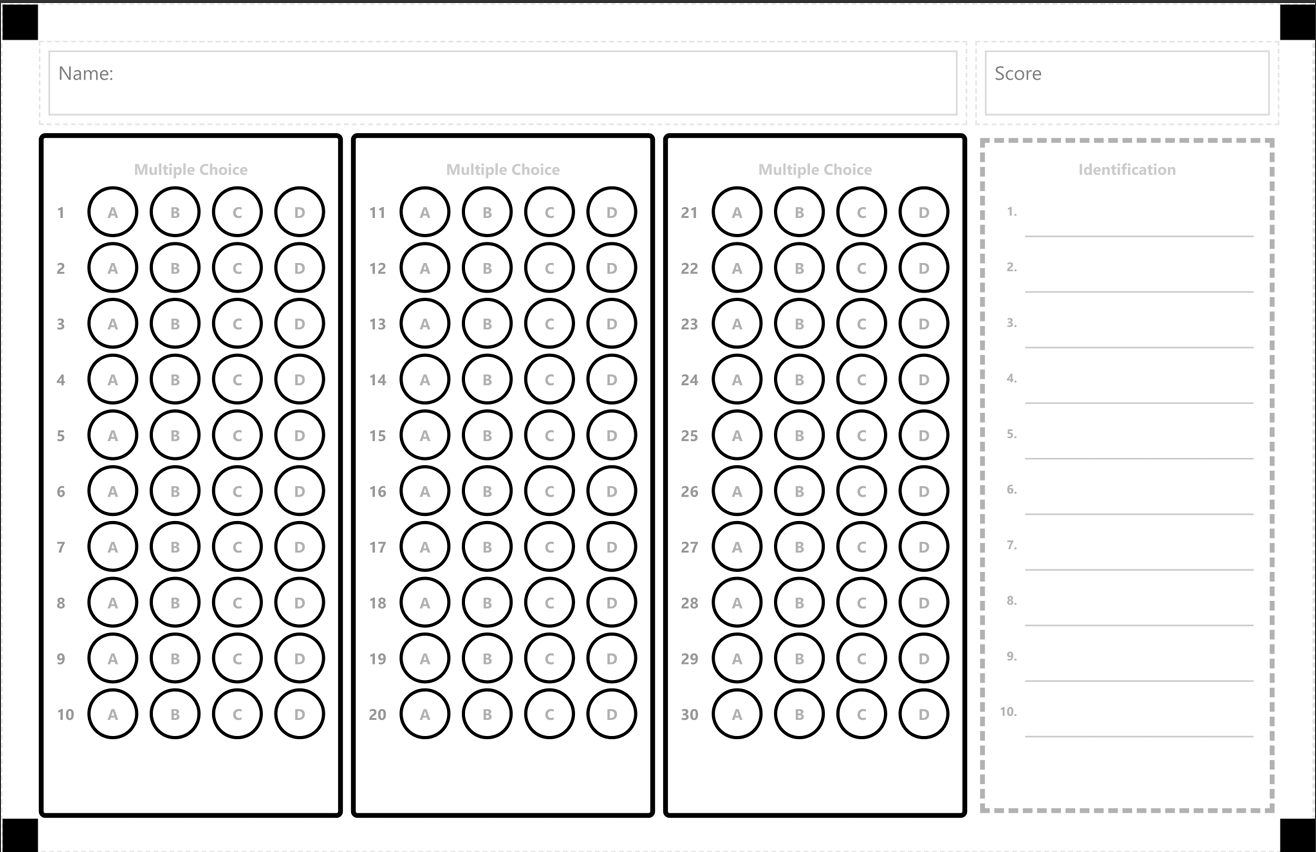 Name:
Score
Multiple Choice
1 A B C D
2 A B C D
3 A B C D
4 A B C D
5 A B C D
6 A B C D
7 A B C D
8 A B C D
9 A B C D
10 A B C D
Multiple Choice
11 A B C D
12 A B C D
13 A B C D
14 A B C D
15 A B C D
16 A B C D
17 A B C D
18 A B C D
19 A B C D
20 A B C D
Multiple Choice
21 A B C D
22 A B C D
23 A B C D
24 A B C D
25 A B C D
26 A B C D
27 A B C D
28 A B C D
29 A B C D
30 A B C D
Identification
1.
2.
3.
4.
5.
6.
7.
8.
9.
10.